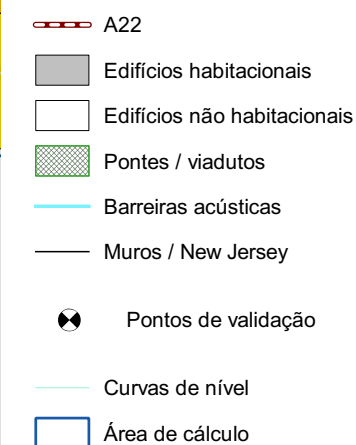 A22
Edifícios habitacionais
Edifícios não habitacionais
Pontes / viadutos
Barreiras acústicas
Muros / New Jersey
Pontos de validação
Curvas de nível
Área de cálculo